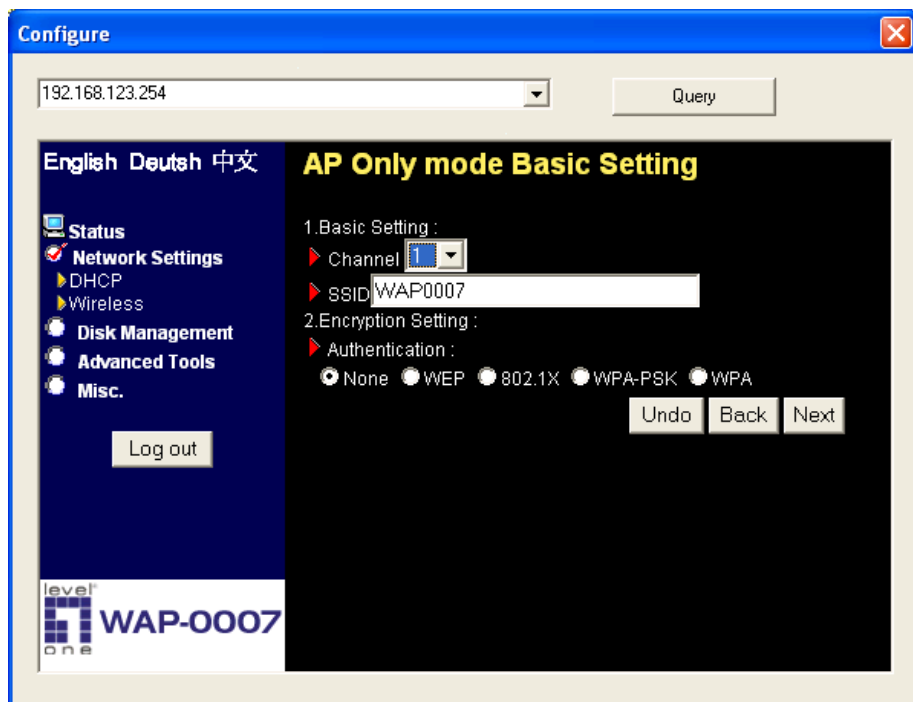 Configure
192.168.123.254
Query
English Deutsh 中文
Status
Network Settings
DHCP
Wireless
Disk Management
Advanced Tools
Misc.
Log out
level
one
WAP-0007
AP Only mode Basic Setting
1.Basic Setting :
Channel 1
SSID WAP0007
2.Encryption Setting :
Authentication :
None WEP 802.1X WPA-PSK WPA
Undo Back Next